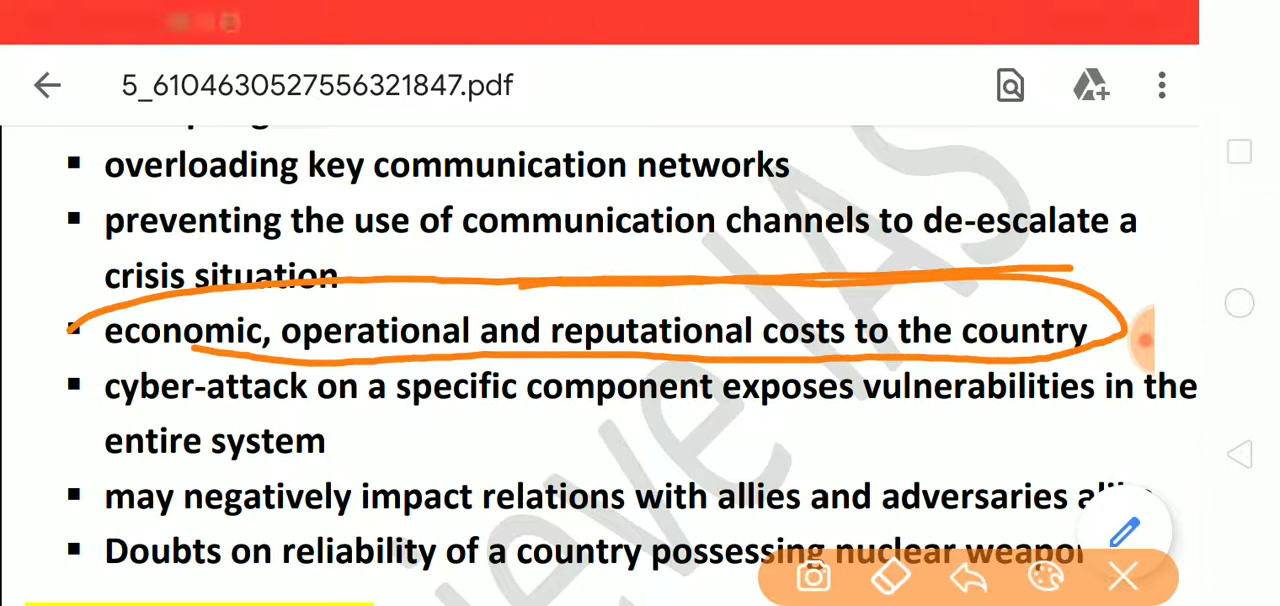 5_6104630527556321847.pdf
▪ overloading key communication networks
▪ preventing the use of communication channels to de-escalate a
crisis situation
▪ economic, operational and reputational costs to the country
▪ cyber-attack on a specific component exposes vulnerabilities in the
entire system
▪ may negatively impact relations with allies and adversaries
▪ Doubts on reliability of a country possessing nuclear
IAS